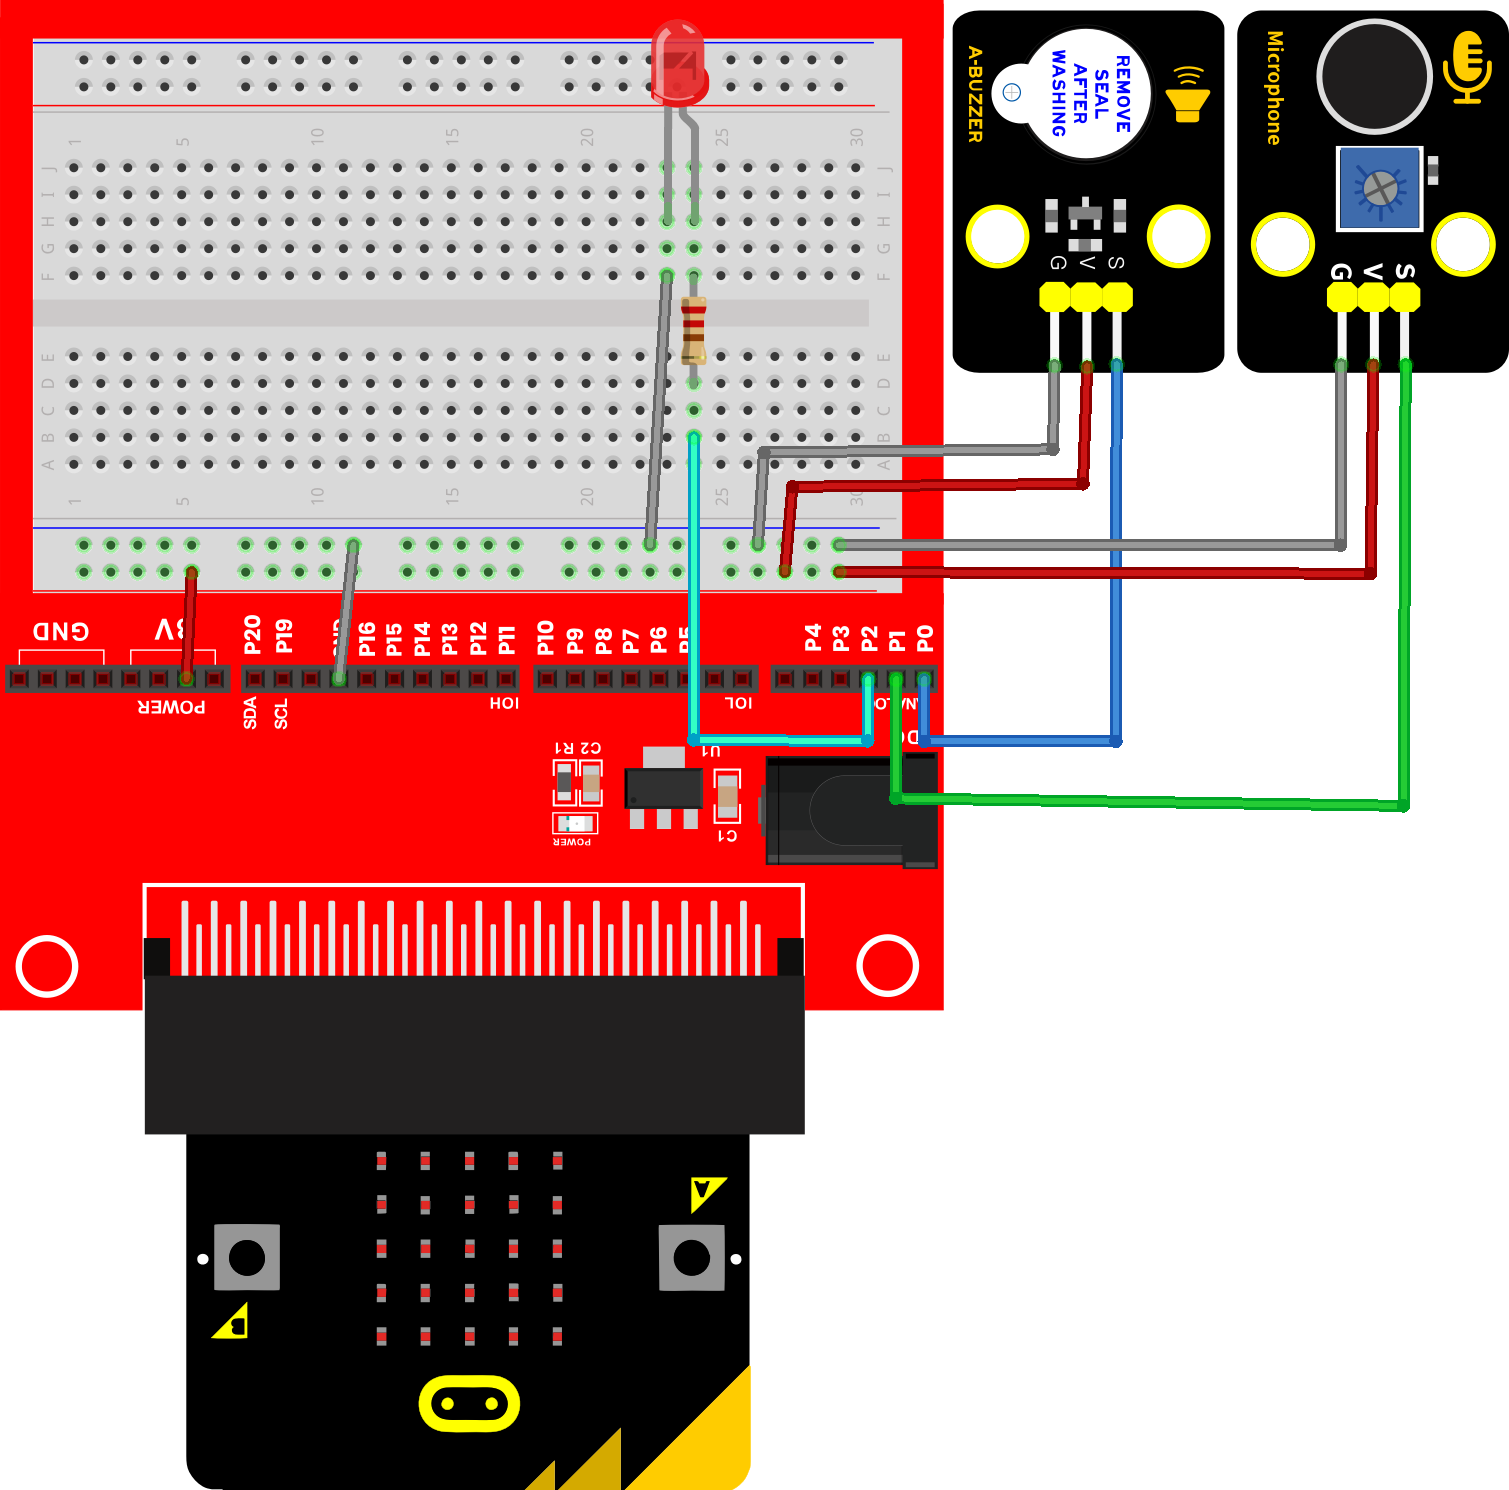 A-BUZZER
REMOVE
SEAL
AFTER
WASHING
G V S
Microphone
G V S
1 5 10 15 20 25 30
J J
I I
H H
G G
F F
E E
D D
C C
B B
A A
1 5 10 15 20 25 30
GND
P20 P19 P16 P15 P14 P13 P12 P11 P10 P9 P8 P7 P6 P5 P4 P3 P2 P1 P0
POWER
SDA SCL
IOH
IOL
C2 R1
U1
C1
POWER
A
B